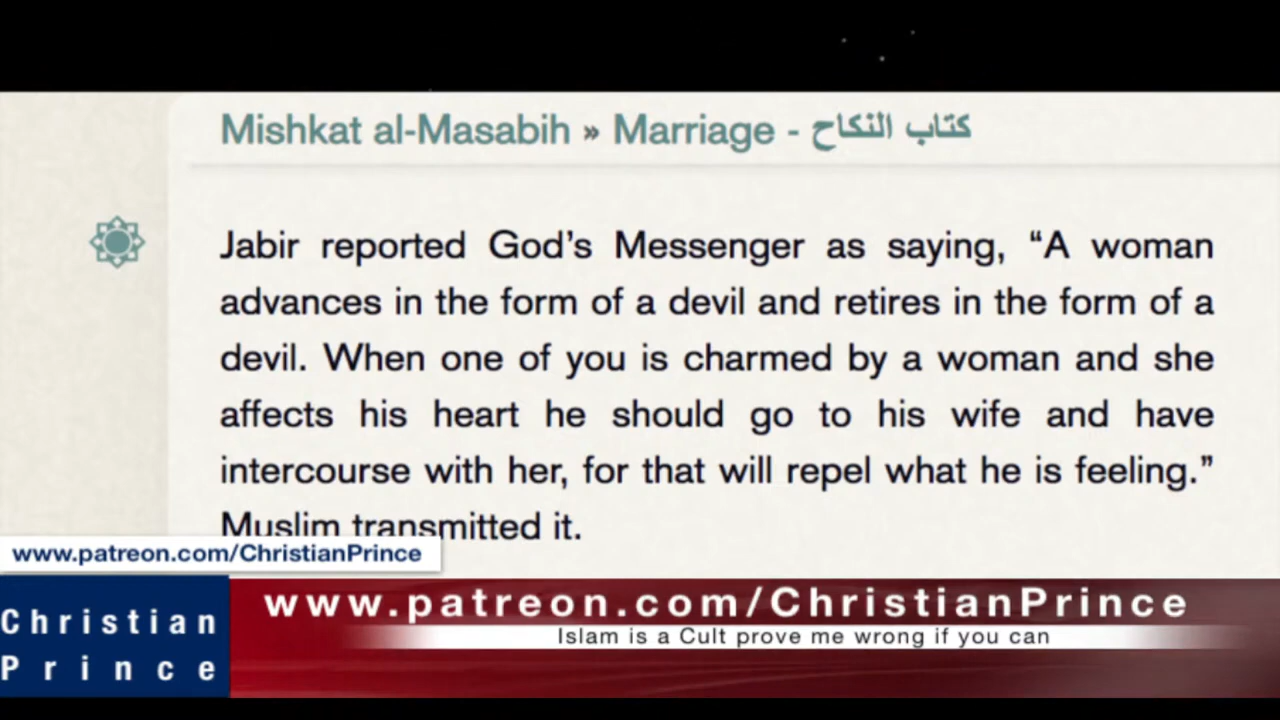 Mishkat al-Masabih » Marriage - كتاب النكاح
Jabir reported God’s Messenger as saying, “A woman
advances in the form of a devil and retires in the form of a
devil. When one of you is charmed by a woman and she
affects his heart he should go to his wife and have
intercourse with her, for that will repel what he is feeling.”
Muslim transmitted it.
www.patreon.com/ChristianPrince
Christian
Prince
www.patreon.com/ChristianPrince
Islam is a Cult prove me wrong if you can